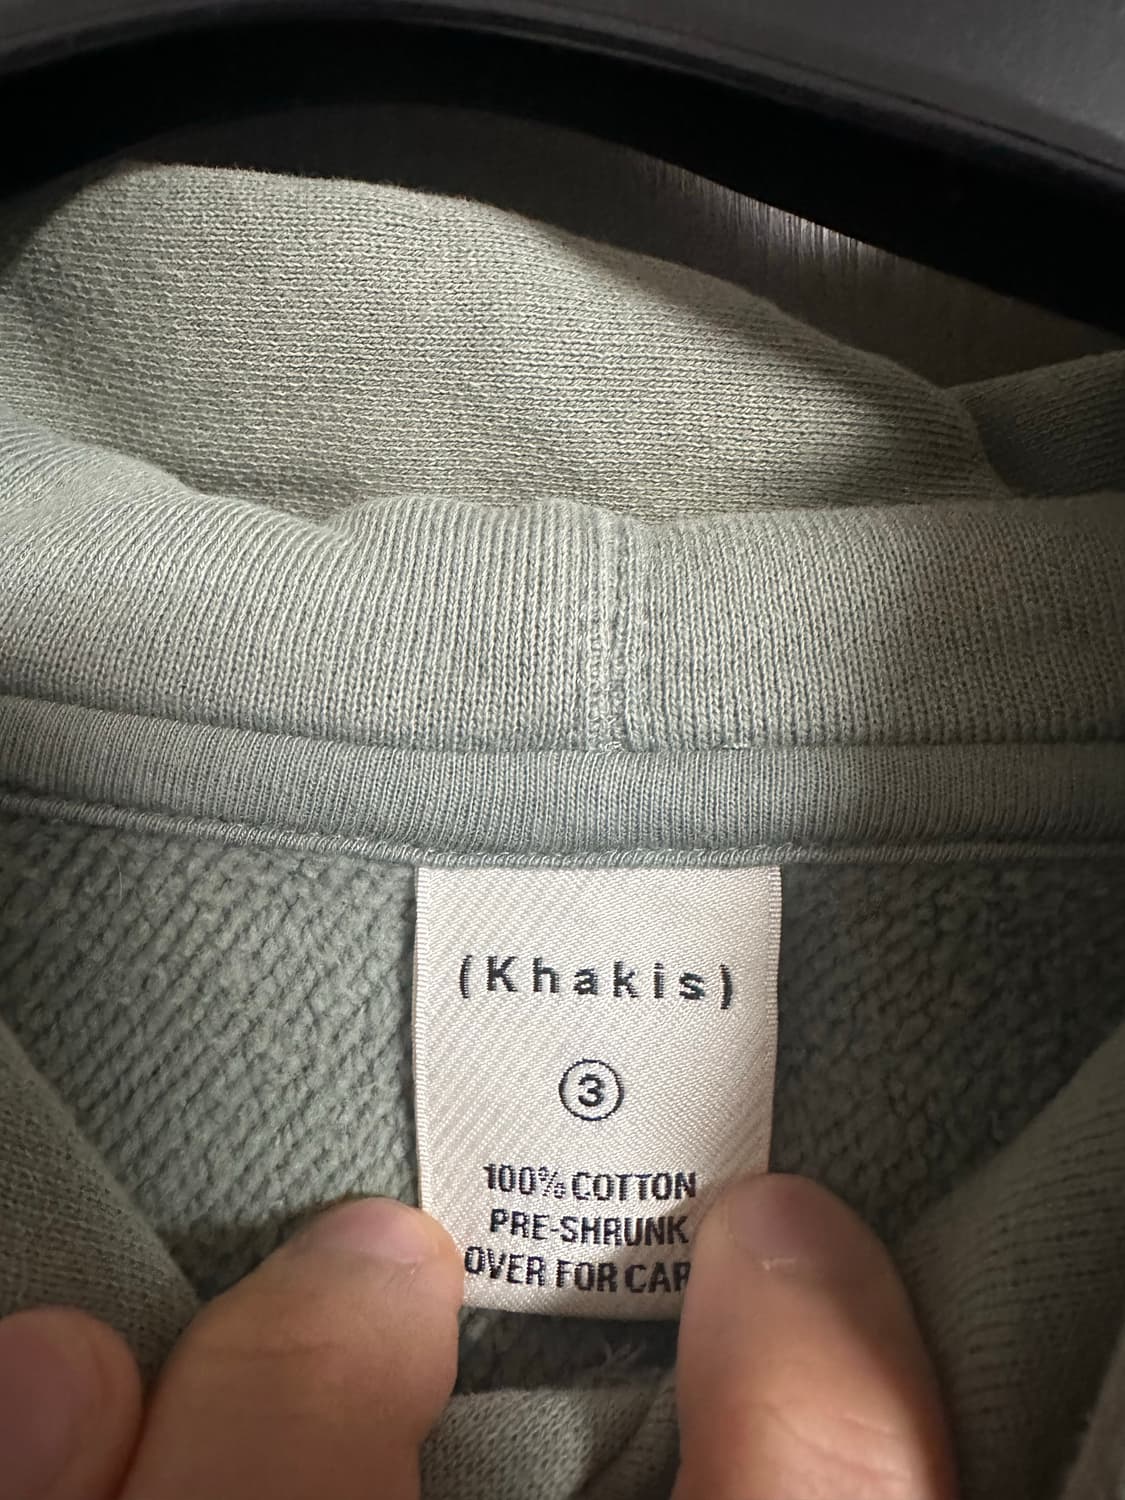 (Khakis)
3
100% COTTON
PRE-SHRUNK
OVER FOR